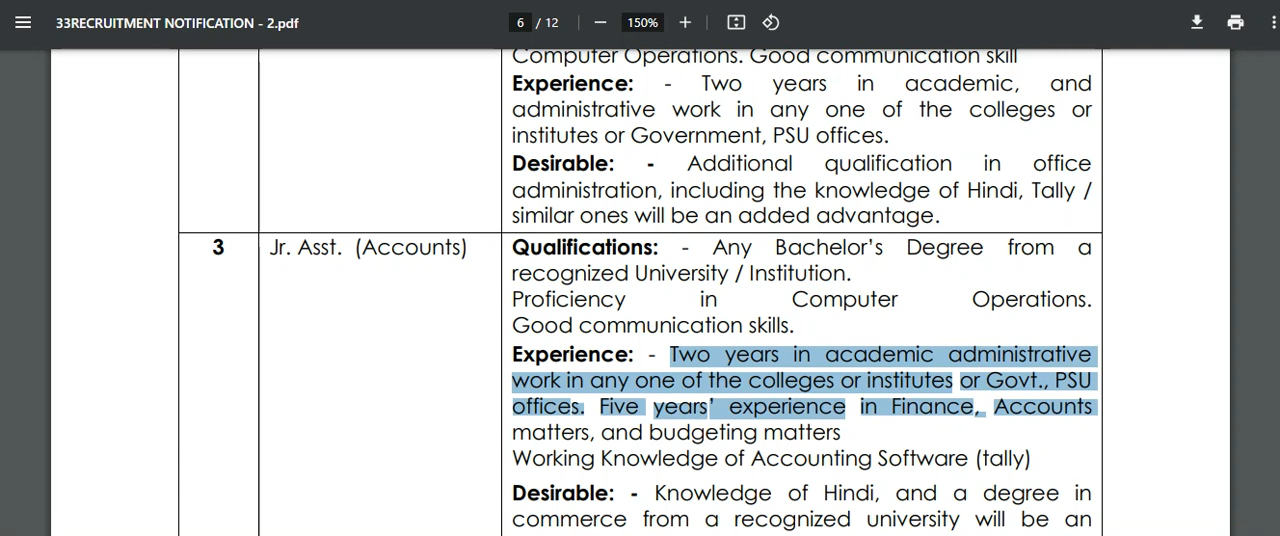 33RECRUITMENT NOTIFICATION - 2.pdf
6 / 12
150%
Computer Operations. Good communication skill
Experience: - Two years in academic, and
administrative work in any one of the colleges or
institutes or Government, PSU offices.
Desirable: - Additional qualification in office
administration, including the knowledge of Hindi, Tally /
similar ones will be an added advantage.
3
Jr. Asst. (Accounts)
Qualifications: - Any Bachelor's Degree from a
recognized University / Institution.
Proficiency in Computer Operations.
Good communication skills.
Experience: - Two years in academic administrative
work in any one of the colleges or institutes or Govt., PSU
offices. Five years' experience in Finance, Accounts
matters, and budgeting matters
Working Knowledge of Accounting Software (tally)
Desirable: - Knowledge of Hindi, and a degree in
commerce from a recognized university will be an